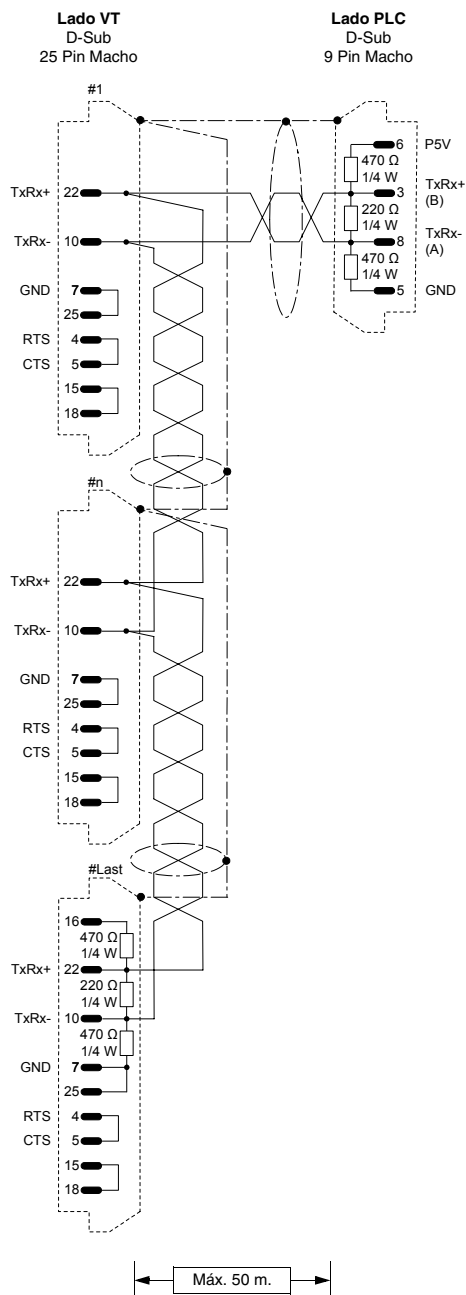 Lado VT
D-Sub
25 Pin Macho
Lado PLC
D-Sub
9 Pin Macho
#1
TxRx+ 22
TxRx- 10
GND 7
25
RTS 4
CTS 5
15
18
6 P5V
470 Ω
1/4 W
3 TxRx+
(B)
220 Ω
1/4 W
8 TxRx-
(A)
470 Ω
1/4 W
5 GND
#n
TxRx+ 22
TxRx- 10
GND 7
25
RTS 4
CTS 5
15
18
#Last
16
470 Ω
1/4 W
TxRx+ 22
220 Ω
1/4 W
TxRx- 10
470 Ω
1/4 W
GND 7
25
RTS 4
CTS 5
15
18
Máx. 50 m.